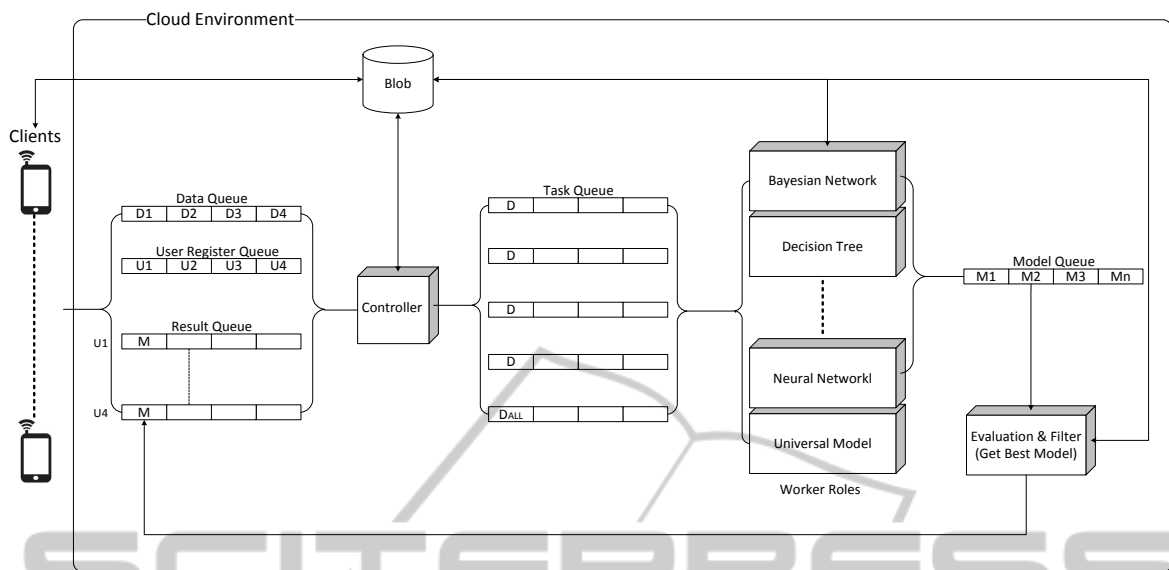 Cloud Environment
Blob
Clients
Data Queue
D1 D2 D3 D4
User Register Queue
U1 U2 U3 U4
Result Queue
U1 M
U4 M
Controller
Task Queue
D
D
D
D
DALL
Bayesian Network
Decision Tree
Neural Networkl
Universal Model
Worker Roles
Model Queue
M1 M2 M3 Mn
Evaluation & Filter
(Get Best Model)
SCITEPRESS